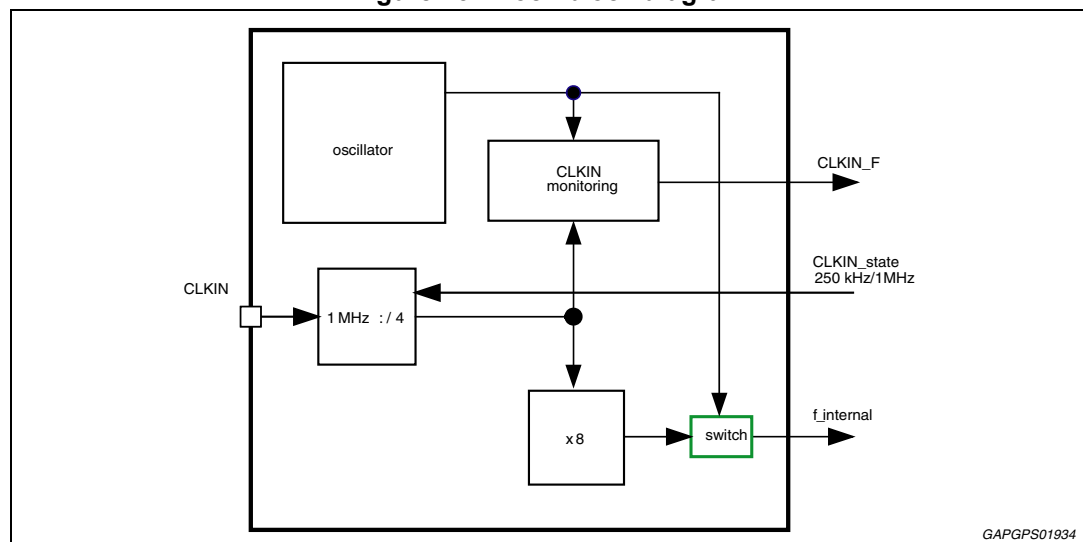 oscillator
CLKIN
monitoring
CLKIN_F
CLKIN_state
250 kHz/1MHz
CLKIN
1 MHz : / 4
x 8
switch
f_internal
GAPGPS01934